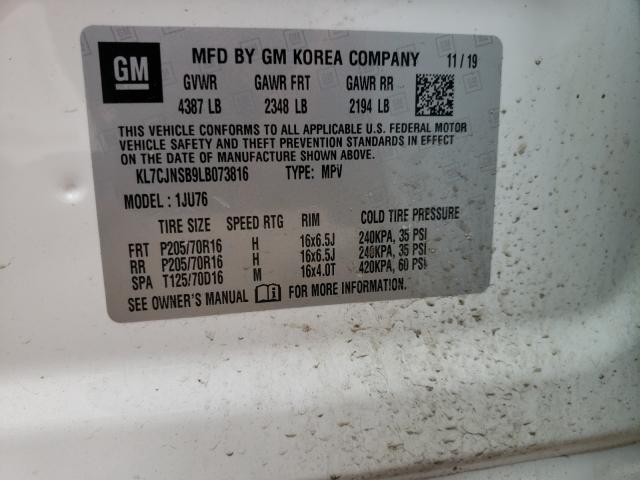 GM MFD BY GM KOREA COMPANY 11/19
GVWR GAWR FRT GAWR RR
4387 LB 2348 LB 2194 LB
THIS VEHICLE CONFORMS TO ALL APPLICABLE U.S. FEDERAL MOTOR
VEHICLE SAFETY AND THEFT PREVENTION STANDARDS IN EFFECT
ON THE DATE OF MANUFACTURE SHOWN ABOVE.
KL7CJNSB9LB073816 TYPE: MPV
MODEL : 1JU76
TIRE SIZE SPEED RTG RIM COLD TIRE PRESSURE
FRT P205/70R16 H 16x6.5J 240KPA, 35 PSI
RR P205/70R16 H 16x6.5J 240KPA, 35 PSI
SPA T125/70D16 M 16x4.0T 420KPA, 60 PSI
SEE OWNER'S MANUAL FOR MORE INFORMATION.